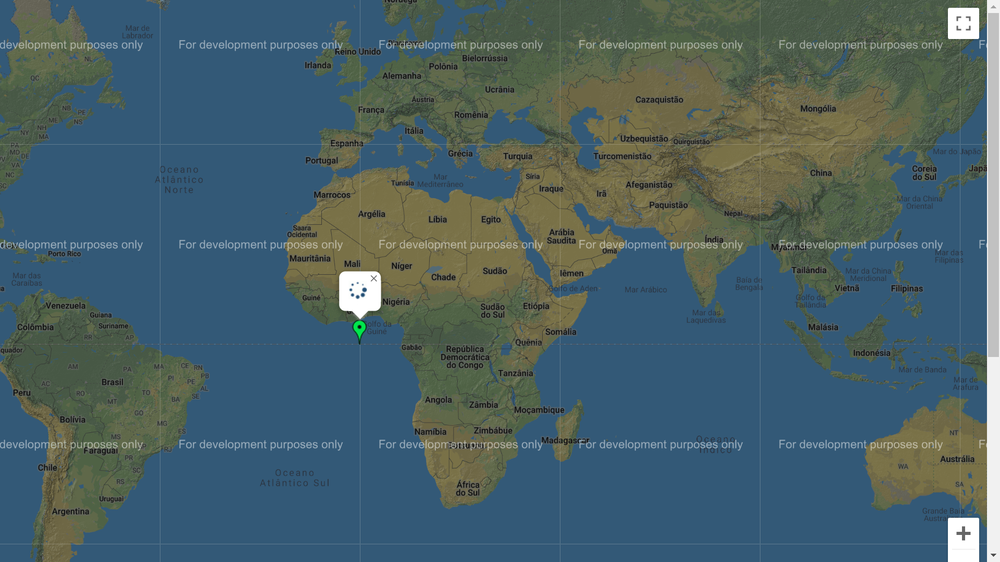 Noruega
Mar de
Labrador
development purposes only
For development purposes only
For development purposes only
For development purposes only
For development purposes only
Reino Unido
Irlanda
Bielorrússia
Polônia
Alemanha
Ucrânia
Áustria
França
Romênia
Itália
Espanha
Portugal
Grécia
Turquia
Cazaquistão
Mongólia
Uzbequistão
Quirguistão
Turcomenistão
NL
QC
NB
PE
ME
NS
NH
NY
MA
PA
MD
DE
VA
NC
SC
Mar do Japão
Coreia
do Sul
China
Oceano
Atlântico
Norte
Mar
Mediterrâneo
Tunísia
Síria
Iraque
Irã
Afeganistão
Paquistão
Nepal
Mar da China
Oriental
Marrocos
Argélia
Líbia
Egito
Saara
Ocidental
Arábia
Saudita
Índia
development purposes only
For development purposes only
For development purposes only
For development purposes only
For development purposes only
Myanmar
Omã
Porto Rico
Mar das
Caraíbas
Mauritânia
Mali
Níger
Chade
Sudão
Iêmen
Golfo de Aden
Mar Arábico
Baía de
Bengala
Tailândia
Mar da China
Meridional
Mar das
Filipinas
Vietnã
Filipinas
Golfo da
Tailândia
Mar das
Laquedivas
Venezuela
Guiana
Suriname
Colômbia
Guiné
Nigéria
Golfo da
Guiné
Sudão
do Sul
Etiópia
Somália
Quênia
Gabão
República
Democrática
do Congo
Tanzânia
Malásia
Indonésia
Mar de Banda
Mar de
Arafura
RR
AP
AM
PA
MA
CE
RN
PB
PI
PE
AL
SE
AC
RO
TO
BA
MT
GO
MG
ES
MS
RJ
PR
SC
RS
Brasil
Peru
Bolívia
Paraguai
Chile
Uruguai
Argentina
Angola
Zâmbia
Moçambique
Namíbia
Zimbábue
Botsuana
Madagascar
development purposes only
For development purposes only
For development purposes only
For development purposes only
For development purposes only
Oceano
Índico
Oceano
Atlântico Sul
África
do Sul
NT
Austrália
WA
SA
Grande Baía